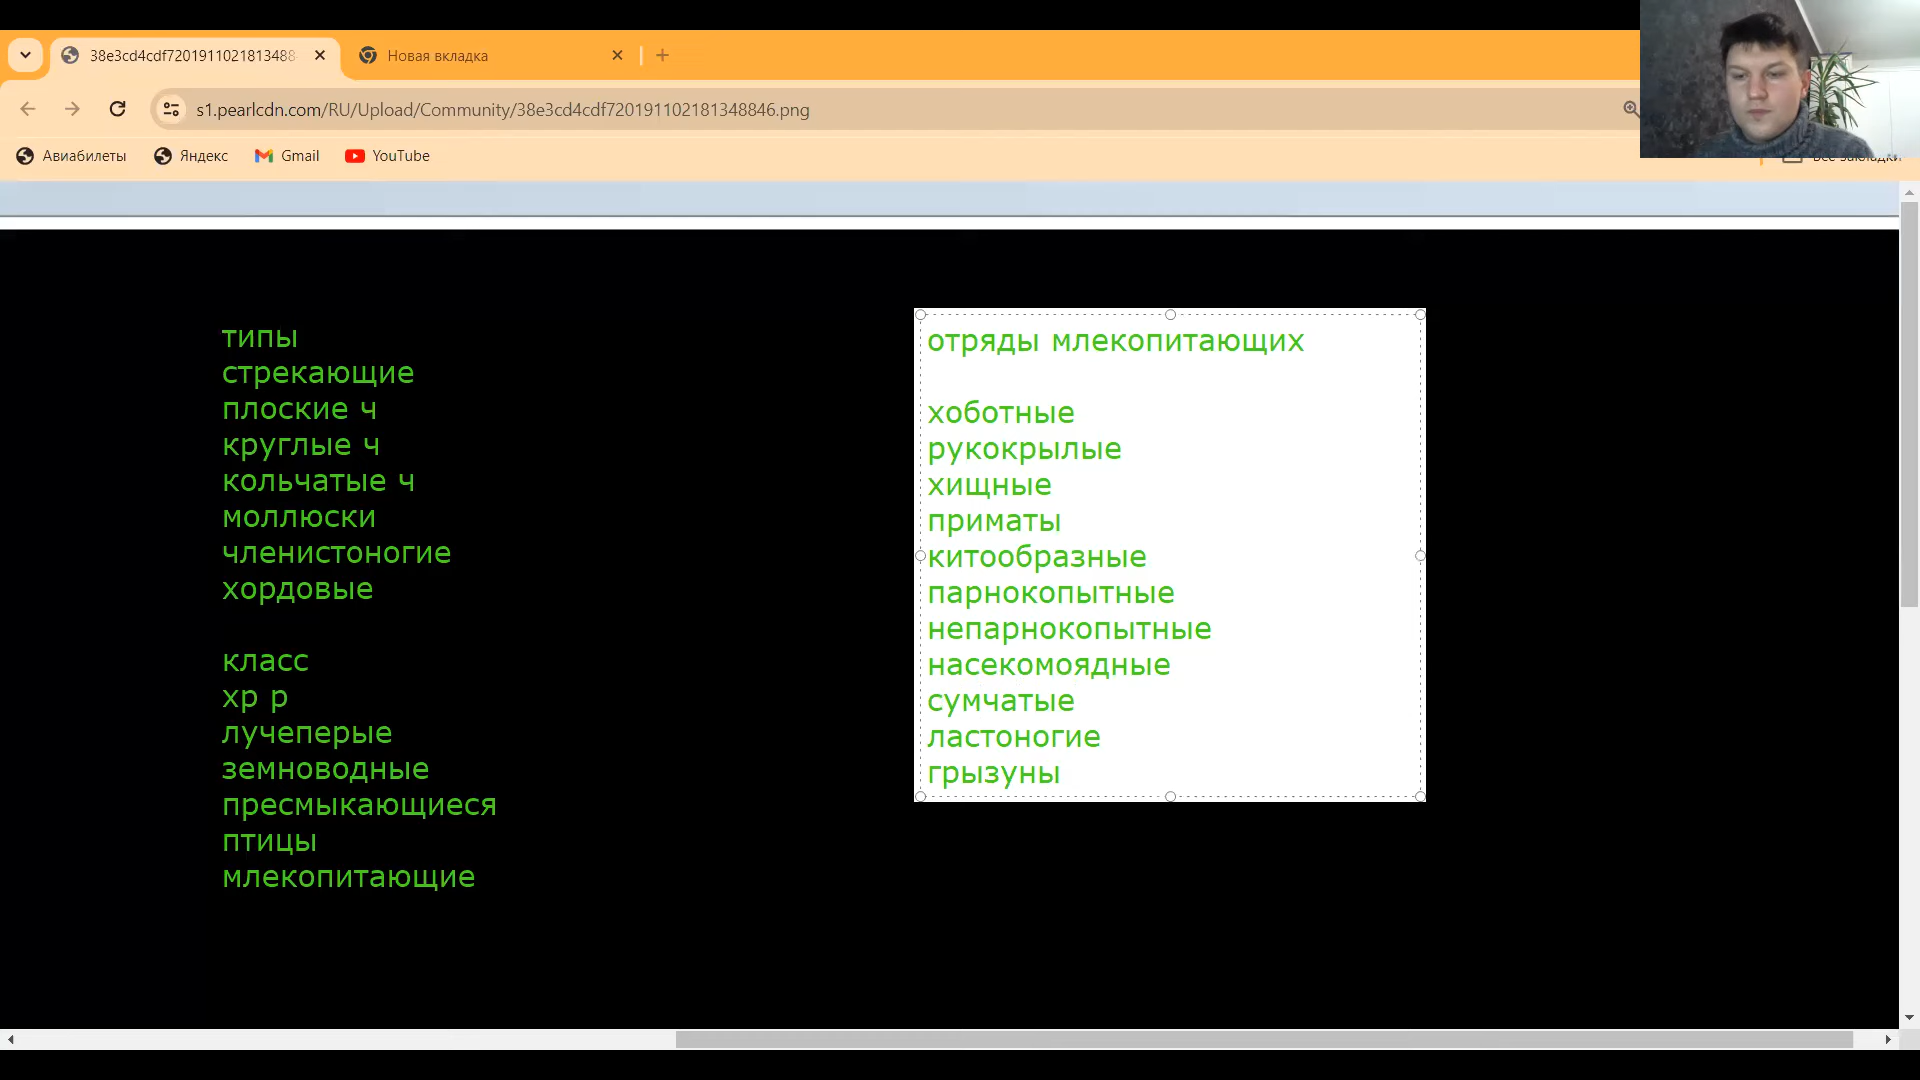 38e3cd4cdf7201911021813488
Новая вкладка
s1.pearlcdn.com/RU/Upload/Community/38e3cd4cdf720191102181348846.png
Авиабилеты
Яндекс
Gmail
YouTube
Все закладки
типы
стрекающие
плоские ч
круглые ч
кольчатые ч
моллюски
членистоногие
хордовые
класс
хр р
лучеперые
земноводные
пресмыкающиеся
птицы
млекопитающие
отряды млекопитающих
хоботные
рукокрылые
хищные
приматы
китообразные
парнокопытные
непарнокопытные
насекомоядные
сумчатые
ластоногие
грызуны